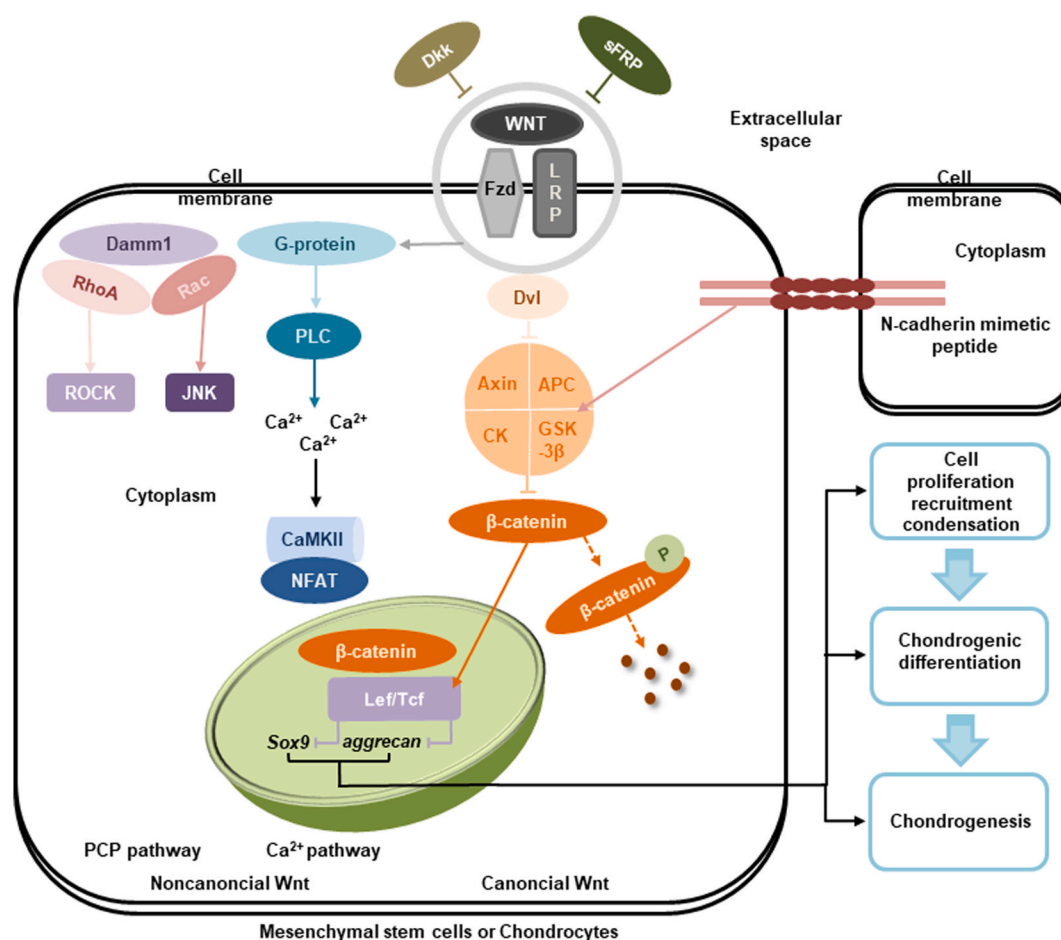 Dkk
sFRP
WNT
Extracellular
space
Fzd
L
R
P
Cell
membrane
Cell
membrane
Damm1
G-protein
Cytoplasm
RhoA
Rac
Dvl
PLC
N-cadherin mimetic
peptide
ROCK
JNK
Axin
APC
CK
GSK
-3β
Ca²⁺
Ca²⁺
Ca²⁺
Cytoplasm
Cell
proliferation
recruitment
condensation
β-catenin
CaMKII
NFAT
P
β-catenin
β-catenin
Chondrogenic
differentiation
Lef/Tcf
Sox9
aggrecan
Chondrogenesis
PCP pathway
Ca²⁺ pathway
Noncanoncial Wnt
Canoncial Wnt
Mesenchymal stem cells or Chondrocytes